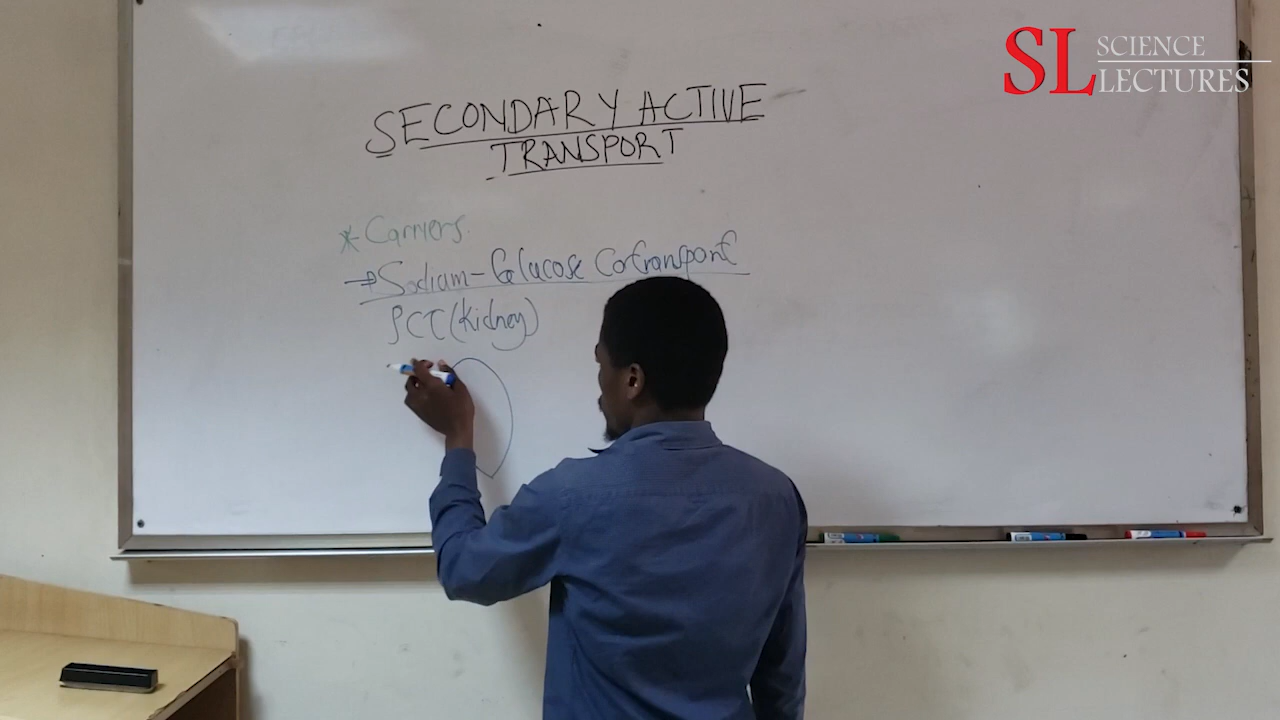 SL SCIENCE
LECTURES
SECONDARY ACTIVE
TRANSPORT
* Carriers.
→ Sodium-Glucose Cotransport
PCT (Kidney)